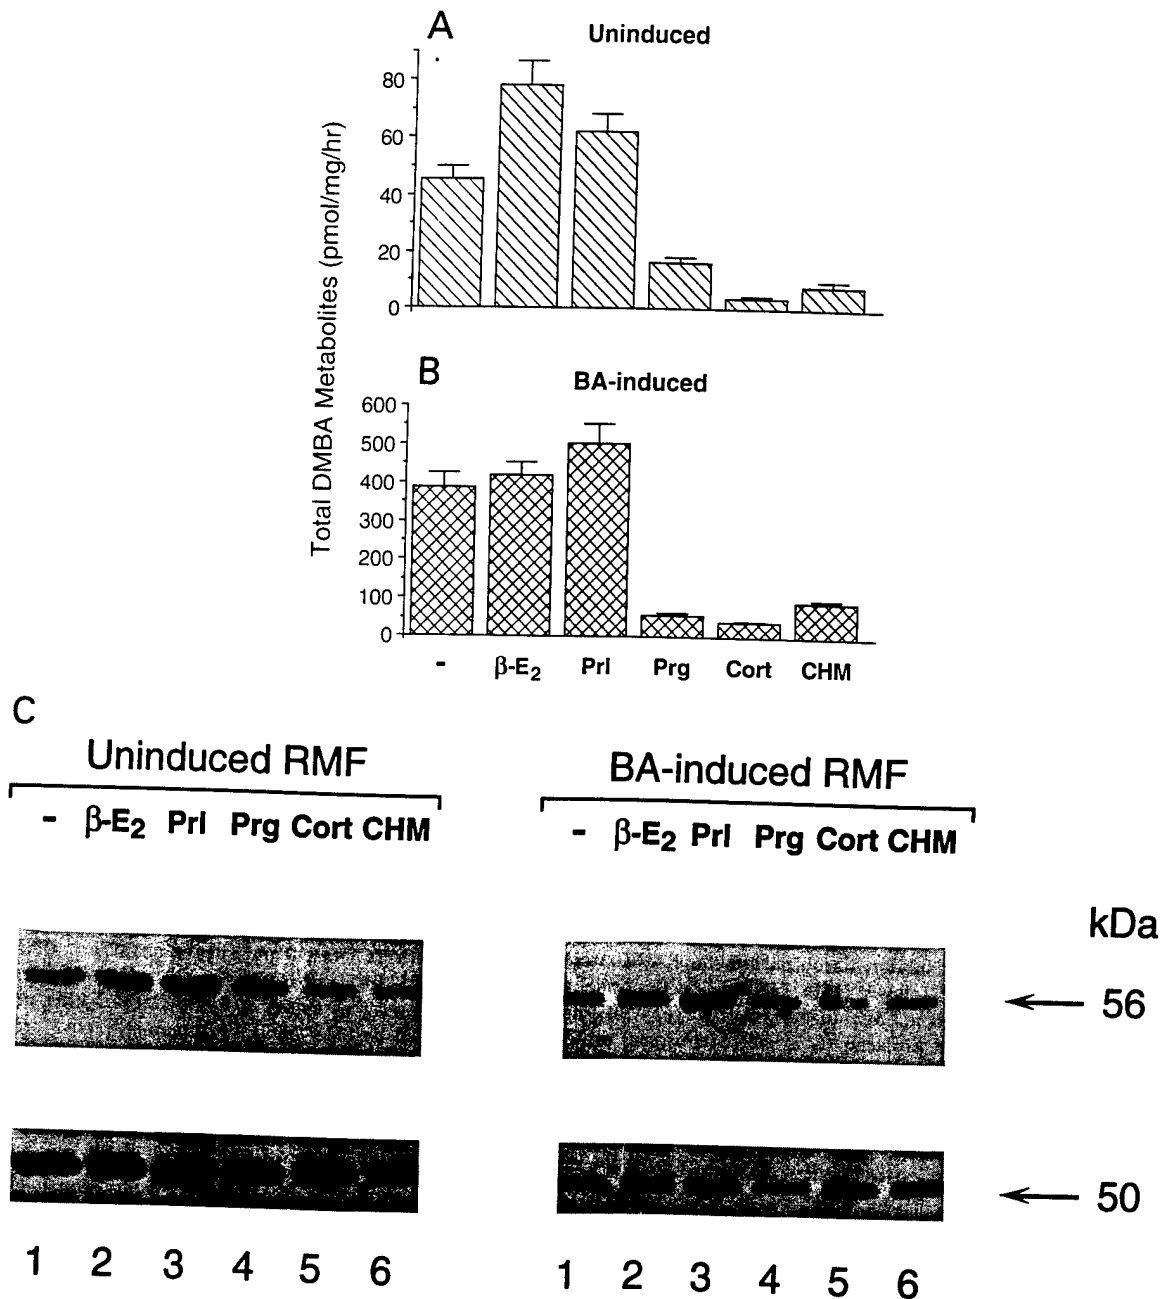 A
Uninduced
80
60
40
20
0
Total DMBA Metabolites (pmol/mg/hr)
B
BA-induced
600
500
400
300
200
100
0
- β-E₂ Prl Prg Cort CHM
C
Uninduced RMF
- β-E₂ Prl Prg Cort CHM
BA-induced RMF
- β-E₂ Prl Prg Cort CHM
kDa
56
50
1 2 3 4 5 6
1 2 3 4 5 6